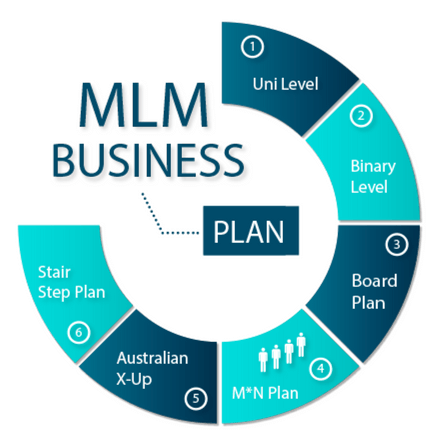 MLM
BUSINESS
PLAN
1
Uni Level
2
Binary
Level
3
Board
Plan
4
M*N Plan
5
Australian
X-Up
6
Stair
Step Plan